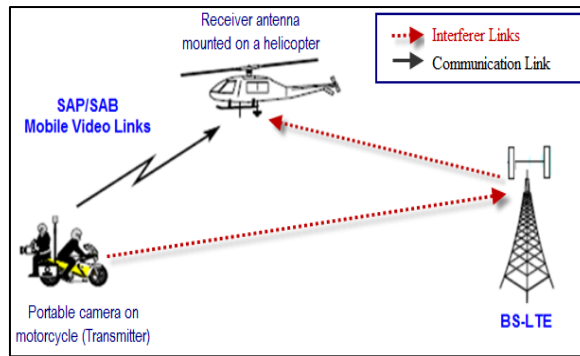 Receiver antenna
mounted on a helicopter
Interferer Links
Communication Link
SAP/SAB
Mobile Video Links
Portable camera on
motorcycle (Transmitter)
BS-LTE